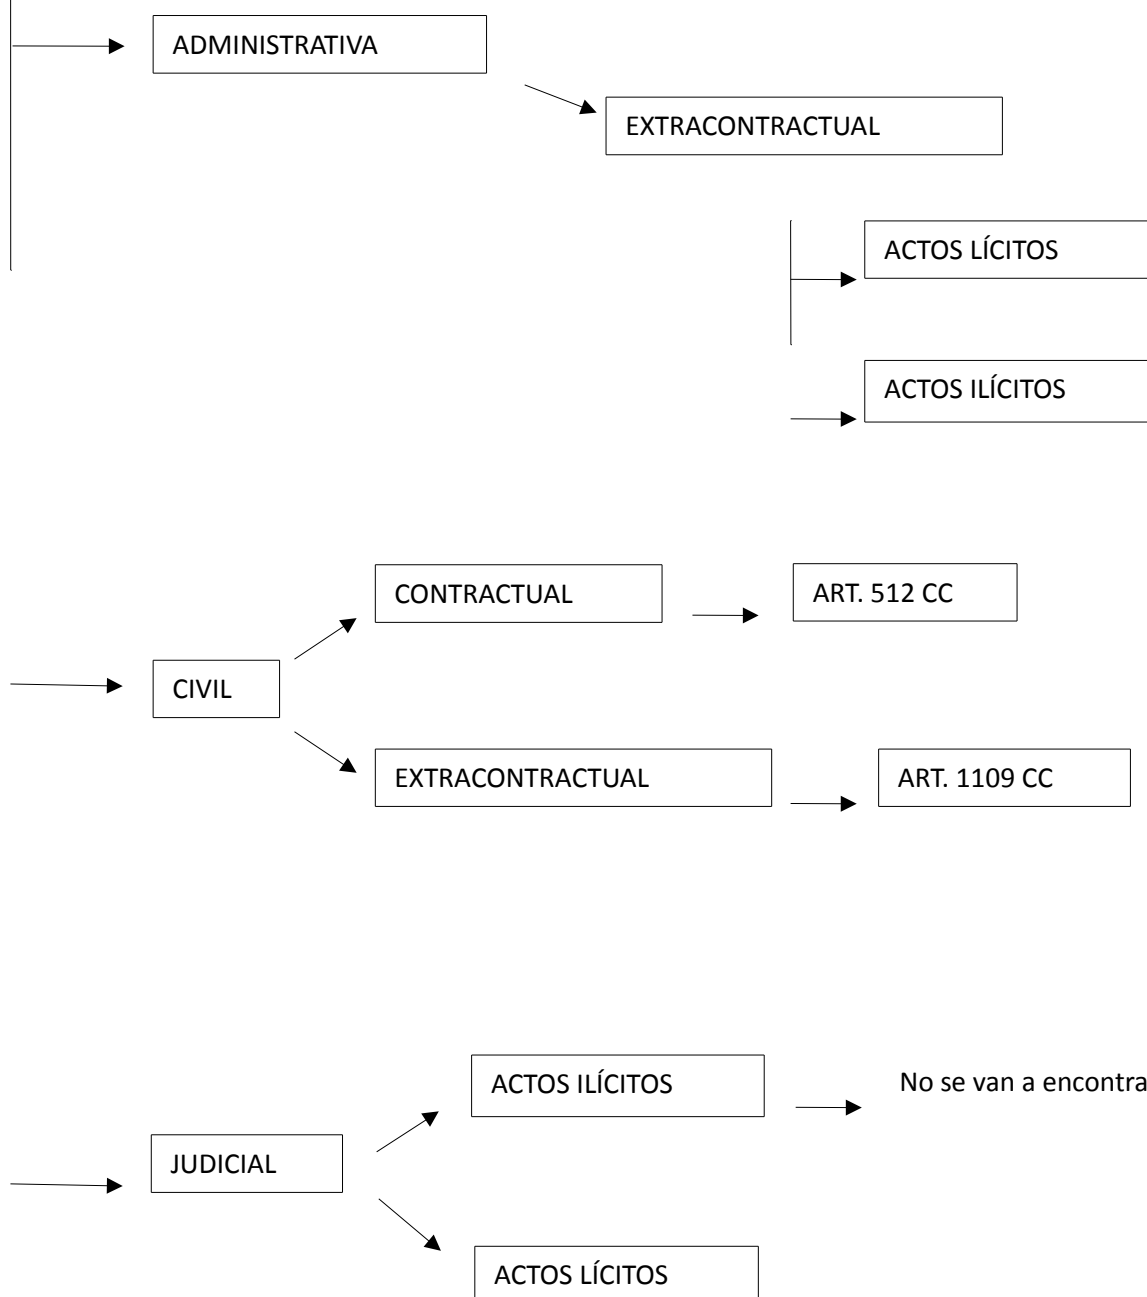 ADMINISTRATIVA
EXTRACONTRACTUAL
ACTOS LÍCITOS
ACTOS ILÍCITOS
CONTRACTUAL
ART. 512 CC
CIVIL
EXTRACONTRACTUAL
ART. 1109 CC
ACTOS ILÍCITOS
No se van a encontra
JUDICIAL
ACTOS LÍCITOS